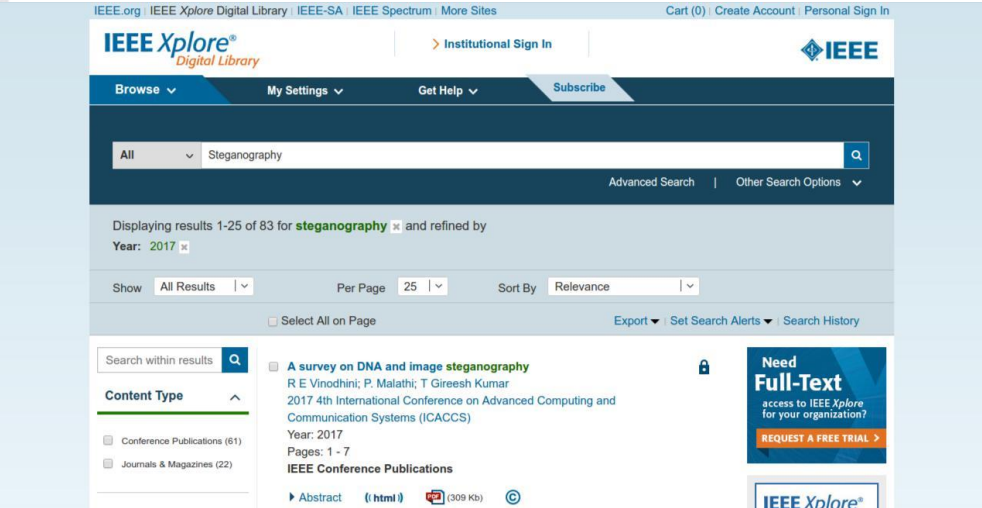 IEEE.org | IEEE Xplore Digital Library | IEEE-SA | IEEE Spectrum | More Sites
Cart (0) | Create Account | Personal Sign In
IEEE Xplore®
Digital Library
Institutional Sign In
IEEE
Browse
My Settings
Get Help
Subscribe
All
Steganography
Advanced Search | Other Search Options
Displaying results 1-25 of 83 for steganography x and refined by
Year: 2017 x
Show All Results
Per Page 25
Sort By Relevance
Select All on Page
Export | Set Search Alerts | Search History
Search within results
Content Type
Conference Publications (61)
Journals & Magazines (22)
A survey on DNA and image steganography
R E Vinodhini; P. Malathi; T Gireesh Kumar
2017 4th International Conference on Advanced Computing and
Communication Systems (ICACCS)
Year: 2017
Pages: 1 - 7
IEEE Conference Publications
Abstract
((html))
PDF (309 Kb)
©
Need
Full-Text
access to IEEE Xplore
for your organization?
REQUEST A FREE TRIAL >
IEEE Xplore®